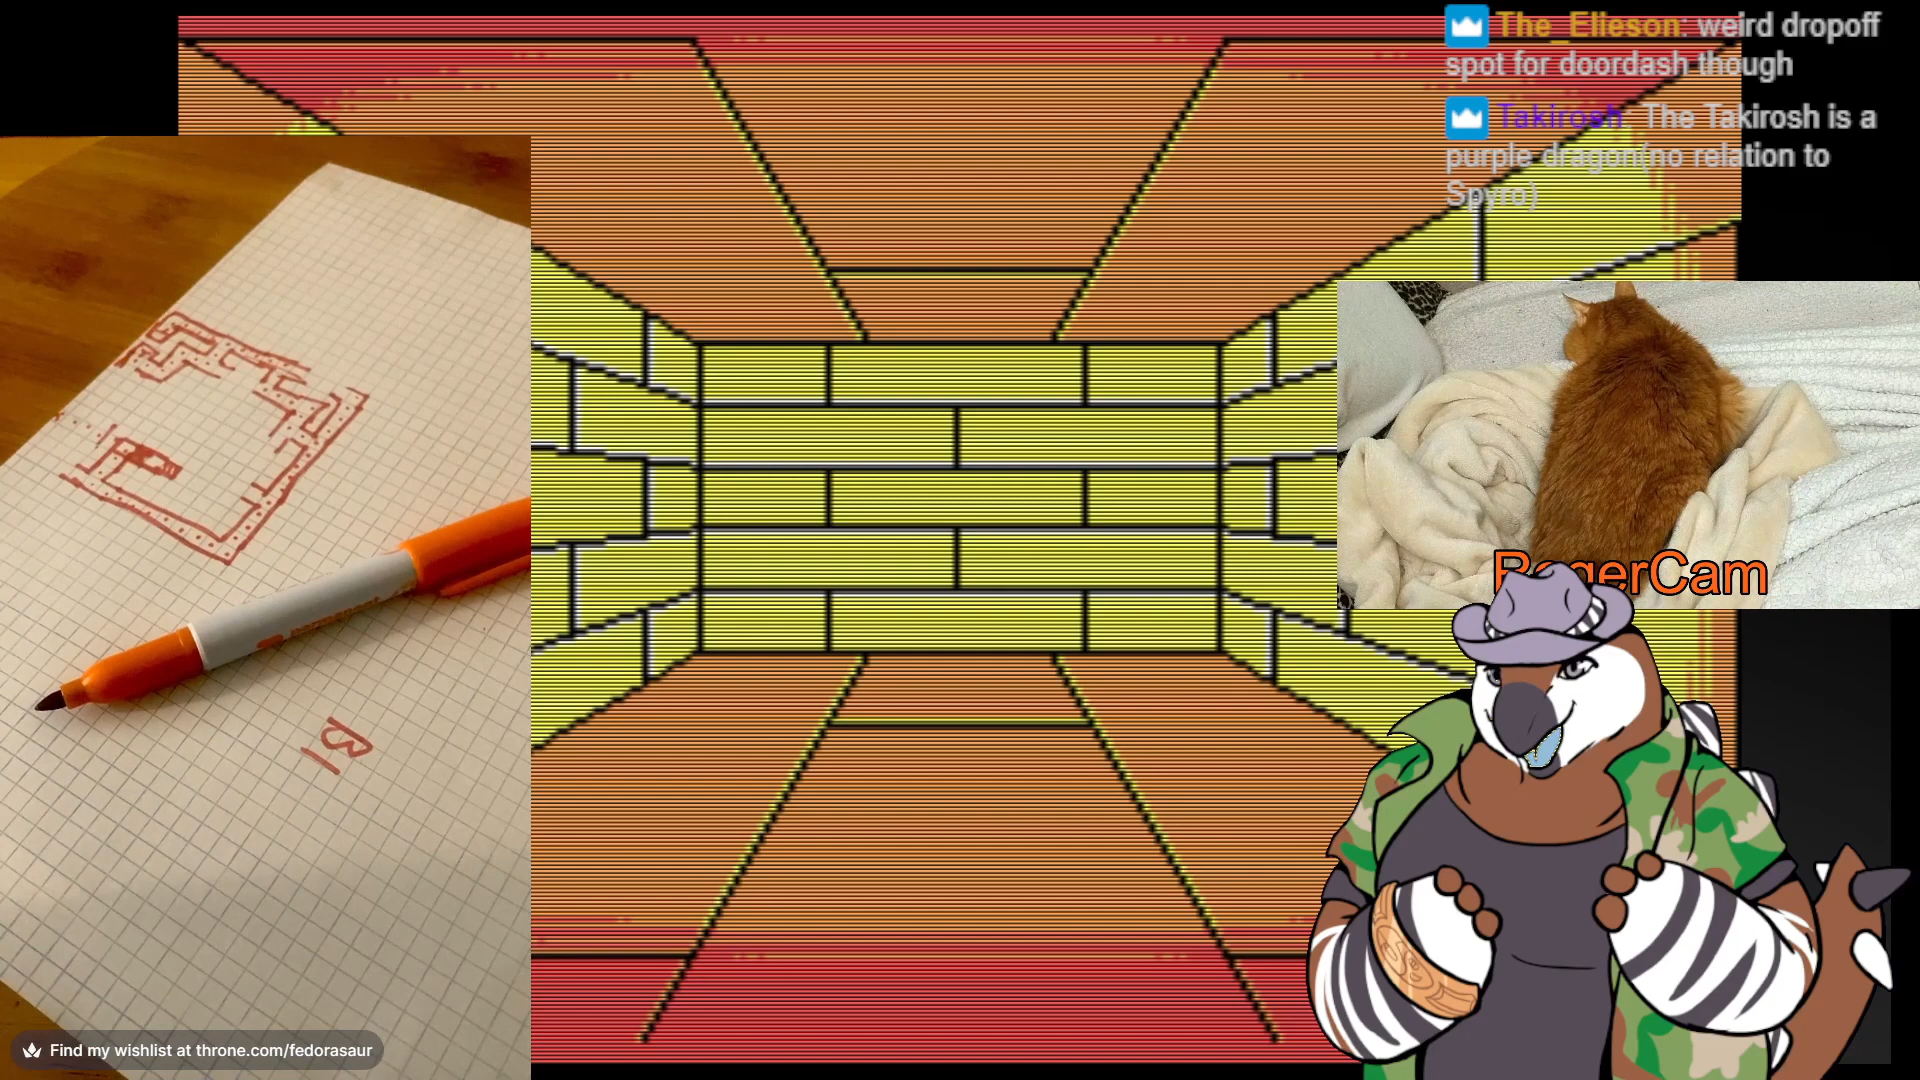 The_Elieson: weird dropoff
spot for doordash though
Takirosh: The Takirosh is a
purple dragon(no relation to
Spyro)
RogerCam
B1
Find my wishlist at throne.com/fedorasaur